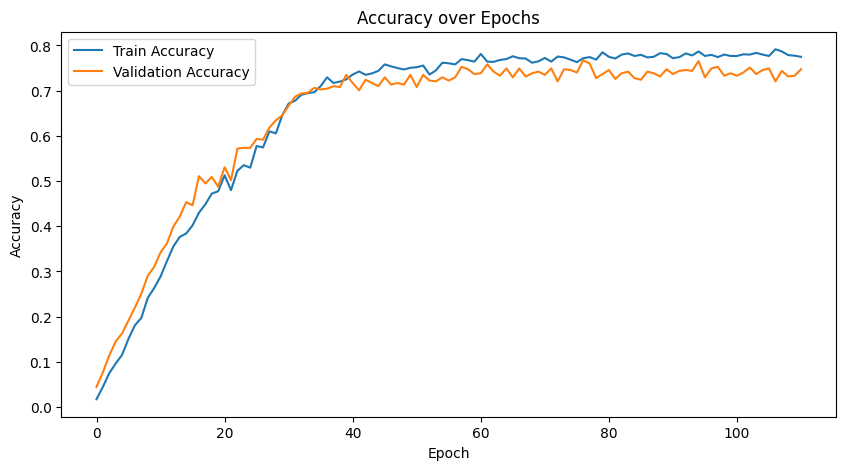 Accuracy over Epochs
Train Accuracy
Validation Accuracy
Accuracy
0.8
0.7
0.6
0.5
0.4
0.3
0.2
0.1
0.0
0 20 40 60 80 100
Epoch